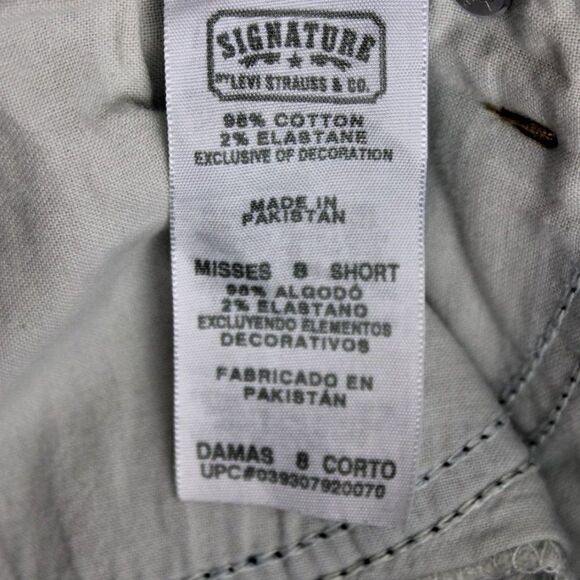 SIGNATURE
BY LEVI STRAUSS & CO.
98% COTTON
2% ELASTANE
EXCLUSIVE OF DECORATION
MADE IN
PAKISTAN
MISSES 8 SHORT
98% ALGODÓ
2% ELASTANO
EXCLUYENDO ELEMENTOS
DECORATIVOS
FABRICADO EN
PAKISTÁN
DAMAS 8 CORTO
UPC#039307920070